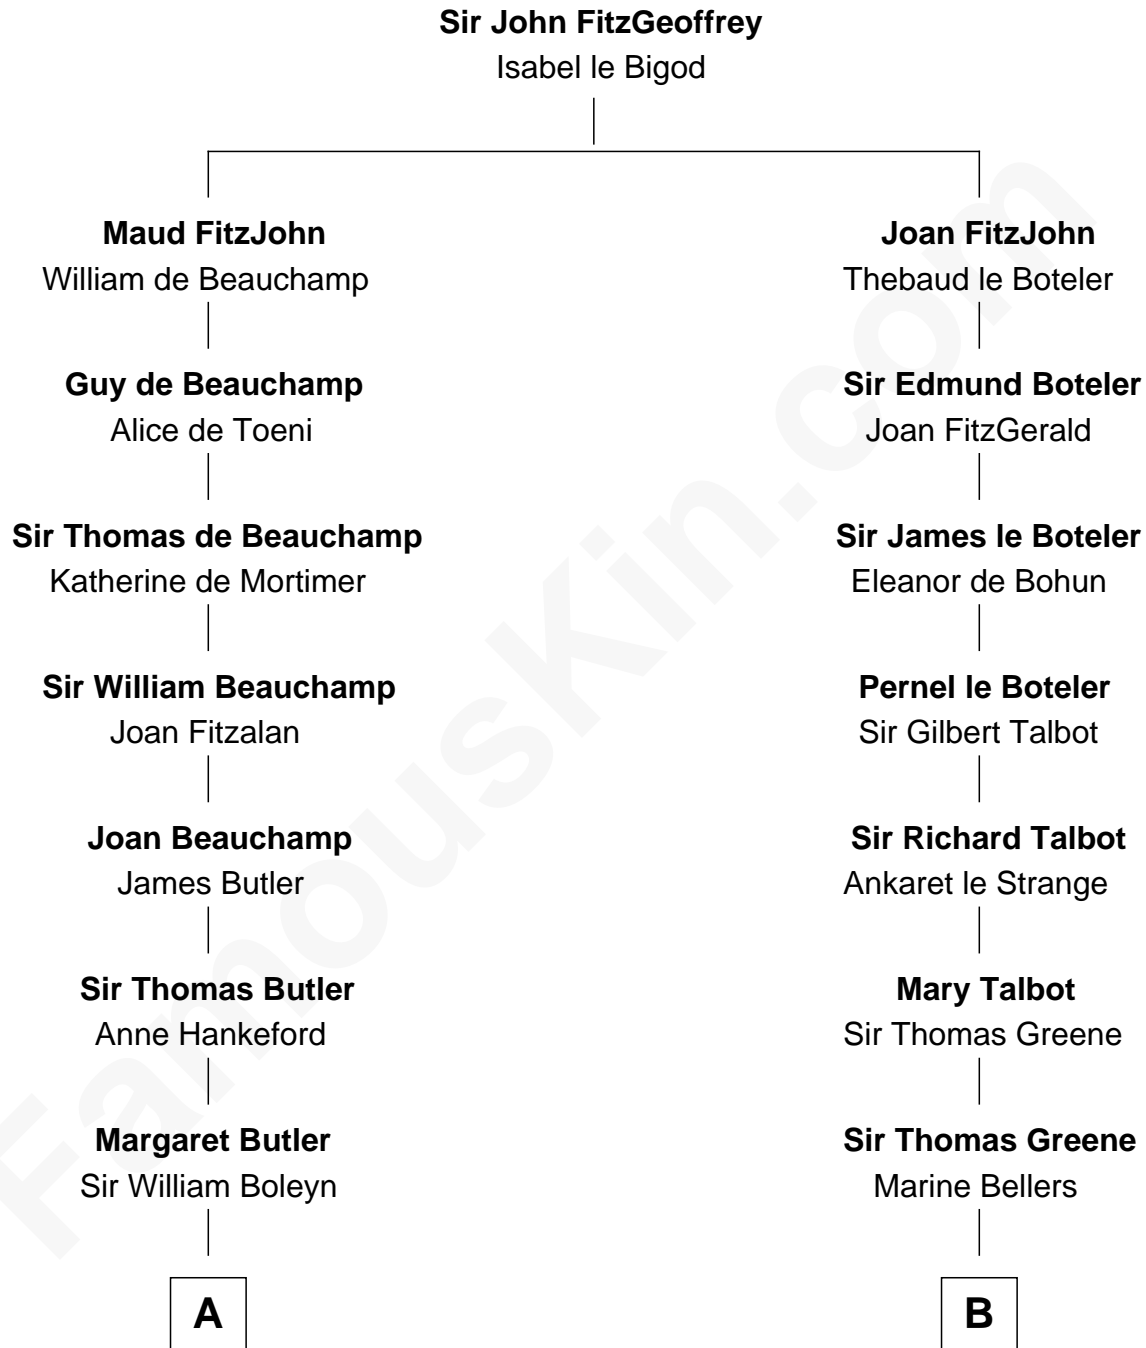 Sir John FitzGeoffrey
Isabel le Bigod
Maud FitzJohn
William de Beauchamp
Joan FitzJohn
Thebaud le Boteler
Guy de Beauchamp
Alice de Toeni
Sir Edmund Boteler
Joan FitzGerald
Sir Thomas de Beauchamp
Katherine de Mortimer
Sir James le Boteler
Eleanor de Bohun
Sir William Beauchamp
Joan Fitzalan
Pernel le Boteler
Sir Gilbert Talbot
Joan Beauchamp
James Butler
Sir Richard Talbot
Ankaret le Strange
Sir Thomas Butler
Anne Hankeford
Mary Talbot
Sir Thomas Greene
Margaret Butler
Sir William Boleyn
Sir Thomas Greene
Marine Bellers
A
B
FamousKin.com